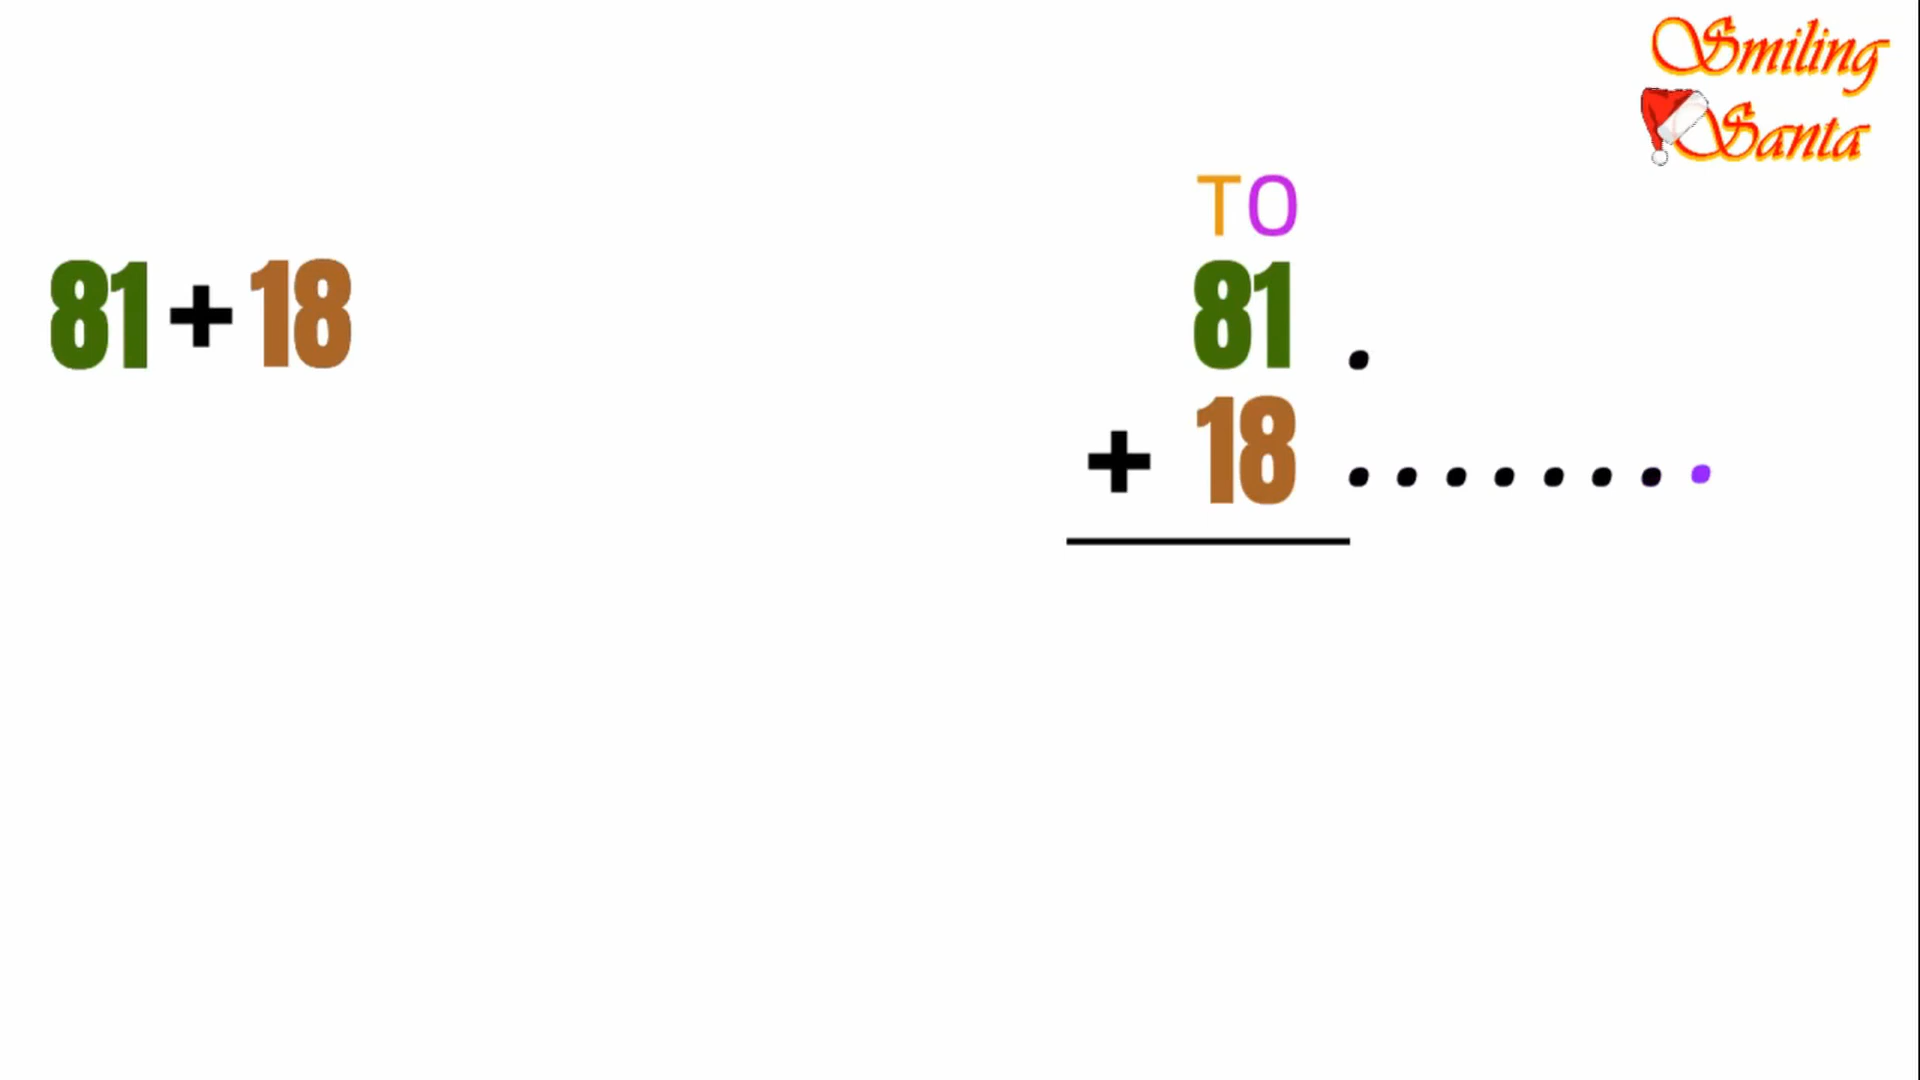 Smiling
Santa
TO
81+18
81 .
+ 18 ........